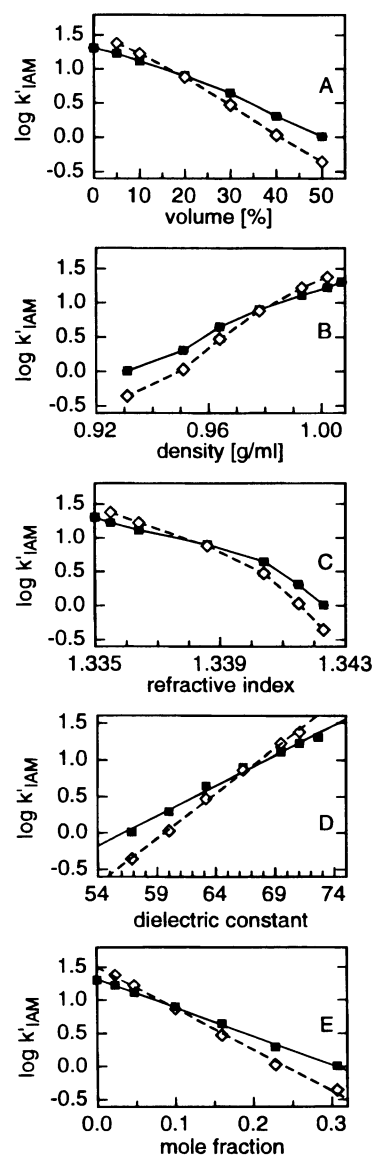 1.5
1.0
0.5
0.0
-0.5
log k'IAM
A
0 10 20 30 40 50
volume [%]
1.5
1.0
0.5
0.0
-0.5
log k'IAM
B
0.92 0.96 1.00
density [g/ml]
1.5
1.0
0.5
0.0
-0.5
log k'IAM
C
1.335 1.339 1.343
refractive index
1.5
1.0
0.5
0.0
-0.5
log k'IAM
D
54 59 64 69 74
dielectric constant
1.5
1.0
0.5
0.0
-0.5
log k'IAM
E
0.0 0.1 0.2 0.3
mole fraction